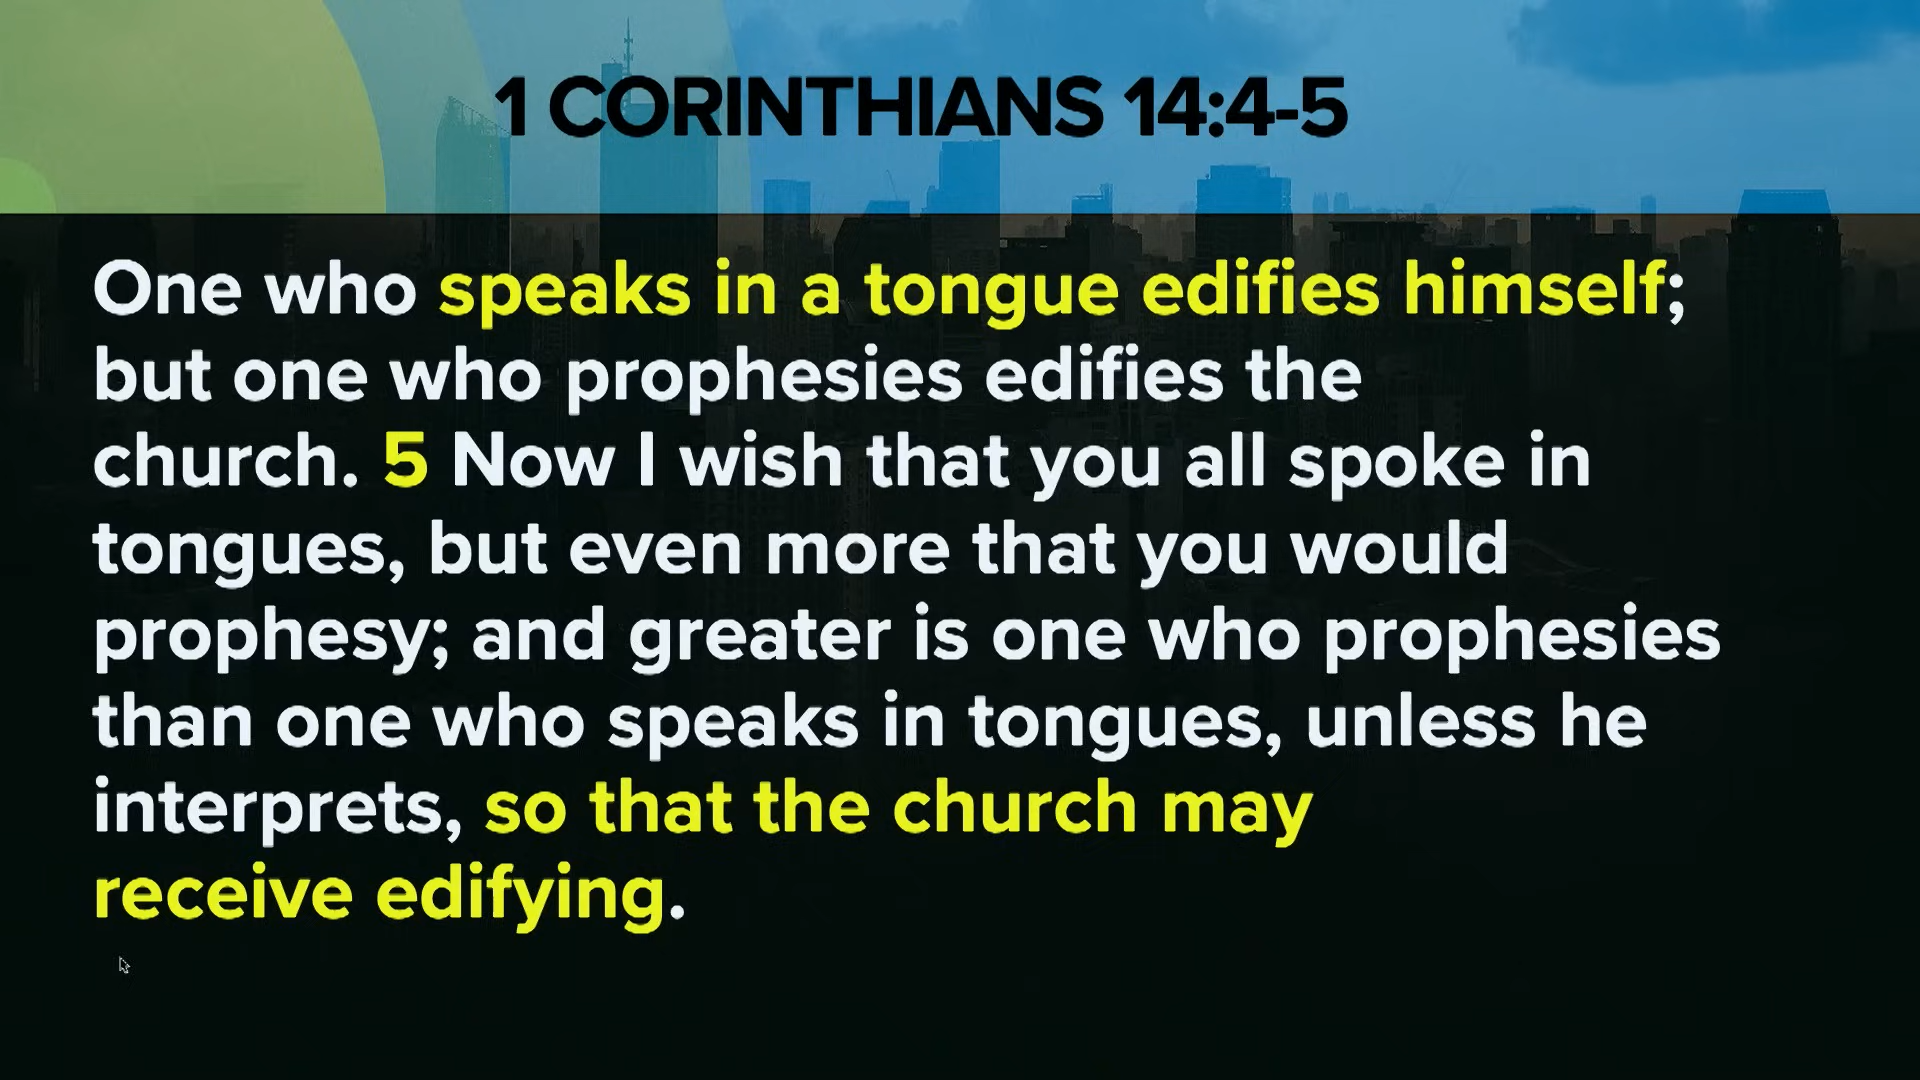 1 CORINTHIANS 14:4-5
One who speaks in a tongue edifies himself;
but one who prophesies edifies the
church. 5 Now I wish that you all spoke in
tongues, but even more that you would
prophesy; and greater is one who prophesies
than one who speaks in tongues, unless he
interprets, so that the church may
receive edifying.